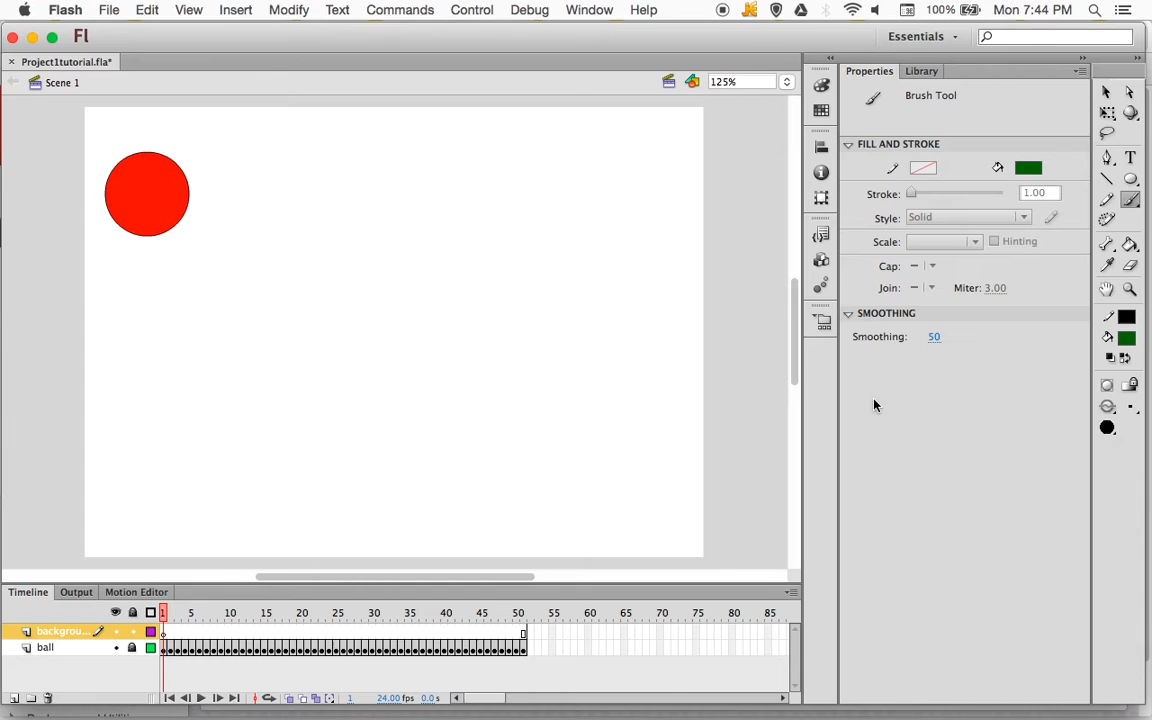 Flash File Edit View Insert Modify Text Commands Control Debug Window Help 100% Mon 7:44 PM
Fl Essentials
Project1tutorial.fla*
Scene 1 125%
Properties Library
Brush Tool
FILL AND STROKE
Stroke: 1.00
Style: Solid
Scale: Hinting
Cap:
Join: Miter: 3.00
SMOOTHING
Smoothing: 50
Timeline Output Motion Editor
1 5 10 15 20 25 30 35 40 45 50 55 60 65 70 75 80 85
backgrou...
ball
1 24.00 fps 0.0 s